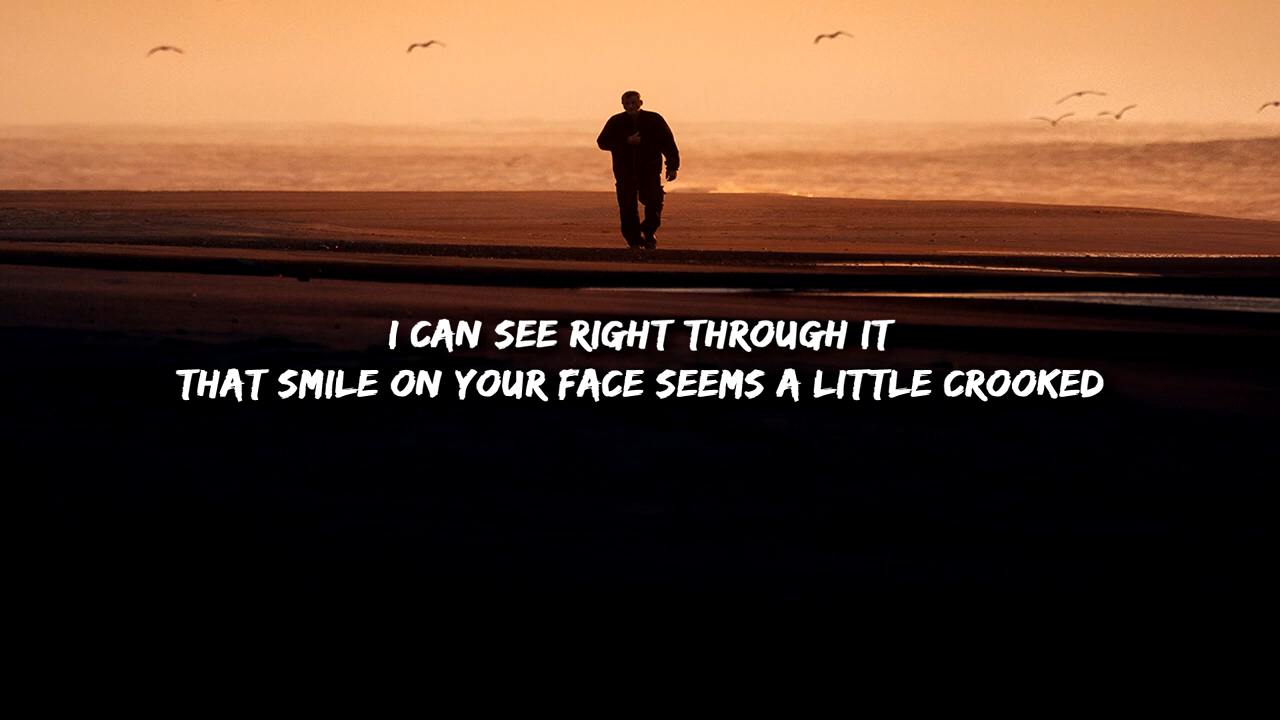 I CAN SEE RIGHT THROUGH IT
THAT SMILE ON YOUR FACE SEEMS A LITTLE CROOKED